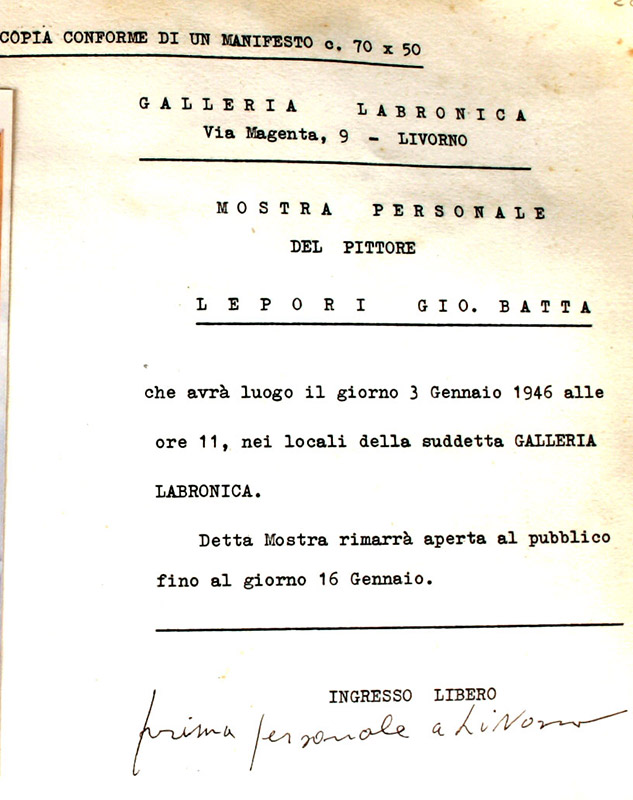 COPIA CONFORME DI UN MANIFESTO c. 70 x 50
GALLERIA LABRONICA
Via Magenta, 9 - LIVORNO
MOSTRA PERSONALE
DEL PITTORE
LEPORI GIO. BATTA
che avrà luogo il giorno 3 Gennaio 1946 alle
ore 11, nei locali della suddetta GALLERIA
LABRONICA.
Detta Mostra rimarrà aperta al pubblico
fino al giorno 16 Gennaio.
INGRESSO LIBERO
prima personale a LiVorno